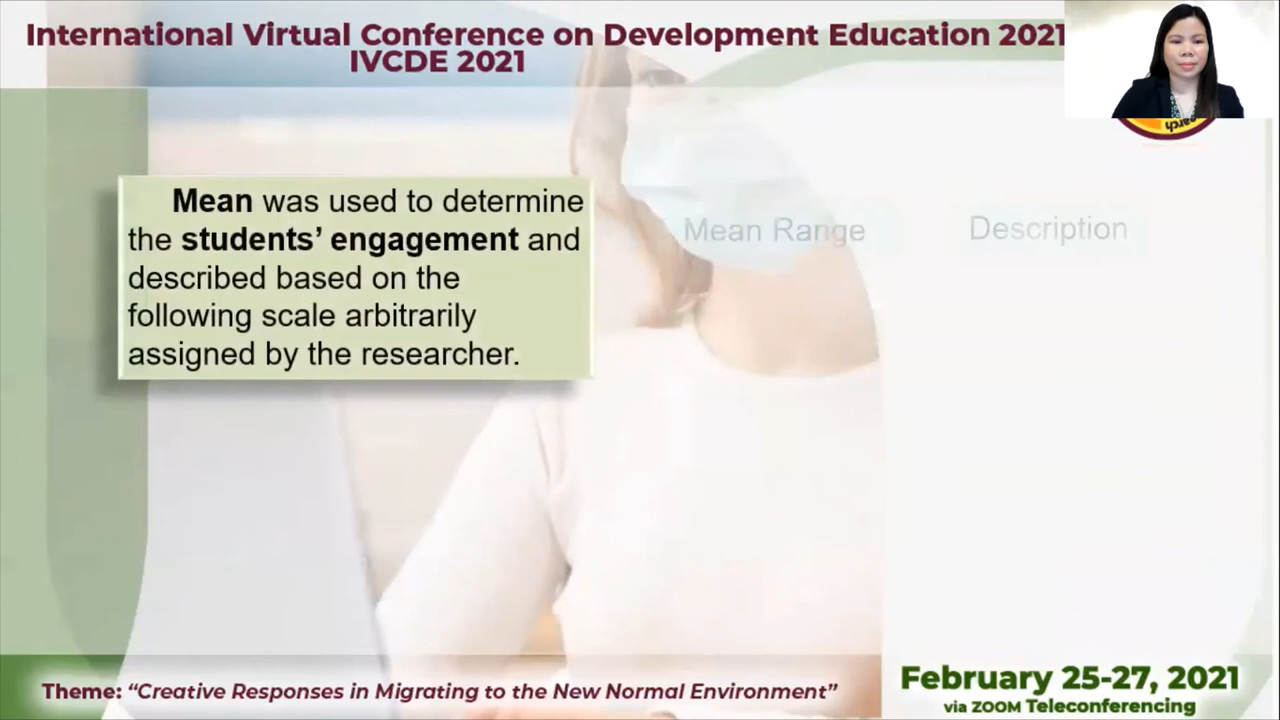 International Virtual Conference on Development Education 2021
IVCDE 2021
Mean was used to determine
the students’ engagement and
described based on the
following scale arbitrarily
assigned by the researcher.
Mean Range
Description
Theme: “Creative Responses in Migrating to the New Normal Environment”
February 25-27, 2021
via ZOOM Teleconferencing